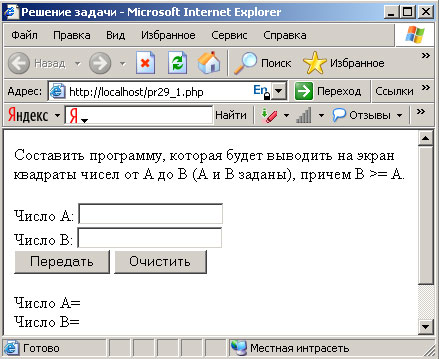 Решение задачи - Microsoft Internet Explorer
Файл Правка Вид Избранное Сервис Справка
Назад Поиск Избранное »
Адрес: http://localhost/pr29_1.php En Переход Ссылки »
Яндекс Я Найти Отзывы »
Составить программу, которая будет выводить на экран
квадраты чисел от А до В (А и В заданы), причем В >= А.
Число А:
Число В:
Передать Очистить
Число А=
Число В=
Готово Местная интрасеть